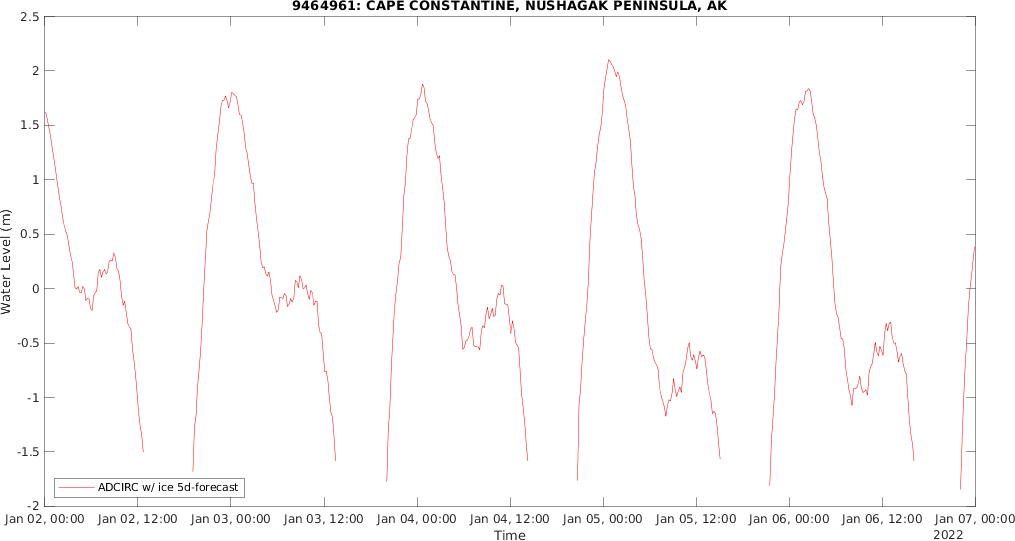 9464961: CAPE CONSTANTINE, NUSHAGAK PENINSULA, AK
2.5
2
1.5
1
0.5
0
-0.5
-1
-1.5
-2
Water Level (m)
ADCIRC w/ ice 5d-forecast
Jan 02, 00:00 Jan 02, 12:00 Jan 03, 00:00 Jan 03, 12:00 Jan 04, 00:00 Jan 04, 12:00 Jan 05, 00:00 Jan 05, 12:00 Jan 06, 00:00 Jan 06, 12:00 Jan 07, 00:00
Time
2022